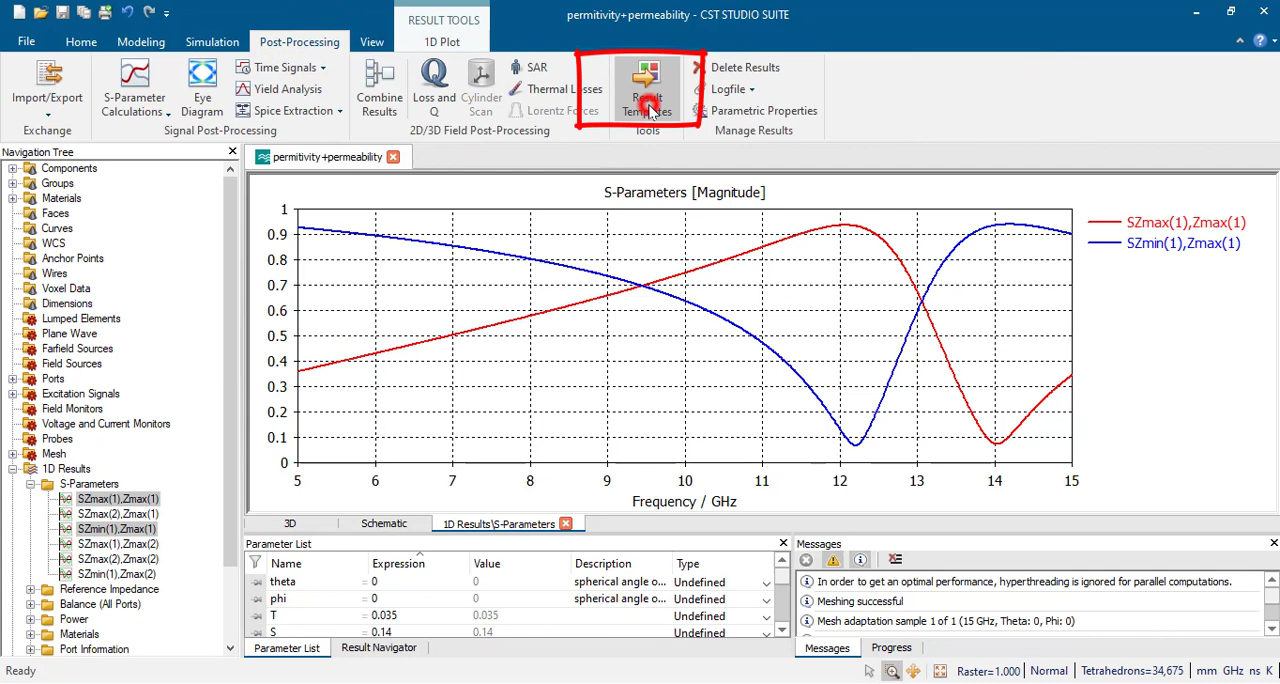 permitivity+permeability - CST STUDIO SUITE
RESULT TOOLS
File
Home
Modeling
Simulation
Post-Processing
View
1D Plot
Import/Export
Exchange
S-Parameter
Calculations
Eye
Diagram
Time Signals
Yield Analysis
Spice Extraction
Signal Post-Processing
Combine
Results
Loss and
Q
Cylinder
Scan
SAR
Thermal Losses
Lorentz Forces
2D/3D Field Post-Processing
Result
Templates
Tools
Delete Results
Logfile
Parametric Properties
Manage Results
Navigation Tree
Components
Groups
Materials
Faces
Curves
WCS
Anchor Points
Wires
Voxel Data
Dimensions
Lumped Elements
Plane Wave
Farfield Sources
Field Sources
Ports
Excitation Signals
Field Monitors
Voltage and Current Monitors
Probes
Mesh
1D Results
S-Parameters
SZmax(1),Zmax(1)
SZmax(2),Zmax(1)
SZmin(1),Zmax(1)
SZmax(1),Zmax(2)
SZmax(2),Zmax(2)
SZmin(1),Zmax(2)
Reference Impedance
Balance (All Ports)
Power
Materials
Port Information
permitivity+permeability
S-Parameters [Magnitude]
1
0.9
0.8
0.7
0.6
0.5
0.4
0.3
0.2
0.1
0
5 6 7 8 9 10 11 12 13 14 15
Frequency / GHz
SZmax(1),Zmax(1)
SZmin(1),Zmax(1)
3D
Schematic
1D Results\S-Parameters
Parameter List
Name Expression Value Description Type
theta = 0 0 spherical angle o... Undefined
phi = 0 0 spherical angle o... Undefined
T = 0.035 0.035 Undefined
S = 0.14 0.14 Undefined
Parameter List
Result Navigator
Messages
In order to get an optimal performance, hyperthreading is ignored for parallel computations.
Meshing successful
Mesh adaptation sample 1 of 1 (15 GHz, Theta: 0, Phi: 0)
Messages
Progress
Ready
Raster=1.000
Normal
Tetrahedrons=34,675
mm GHz ns K